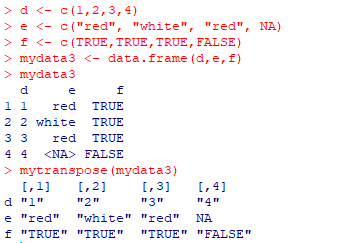 > d <- c(1,2,3,4)
> e <- c("red", "white", "red", NA)
> f <- c(TRUE,TRUE,TRUE,FALSE)
> mydata3 <- data.frame(d,e,f)
> mydata3
  d     e     f
1 1   red  TRUE
2 2 white  TRUE
3 3   red  TRUE
4 4  <NA> FALSE
> mytranspose(mydata3)
  [,1]   [,2]    [,3]   [,4]
d "1"    "2"     "3"    "4"
e "red"  "white" "red"  NA
f "TRUE" "TRUE"  "TRUE" "FALSE"